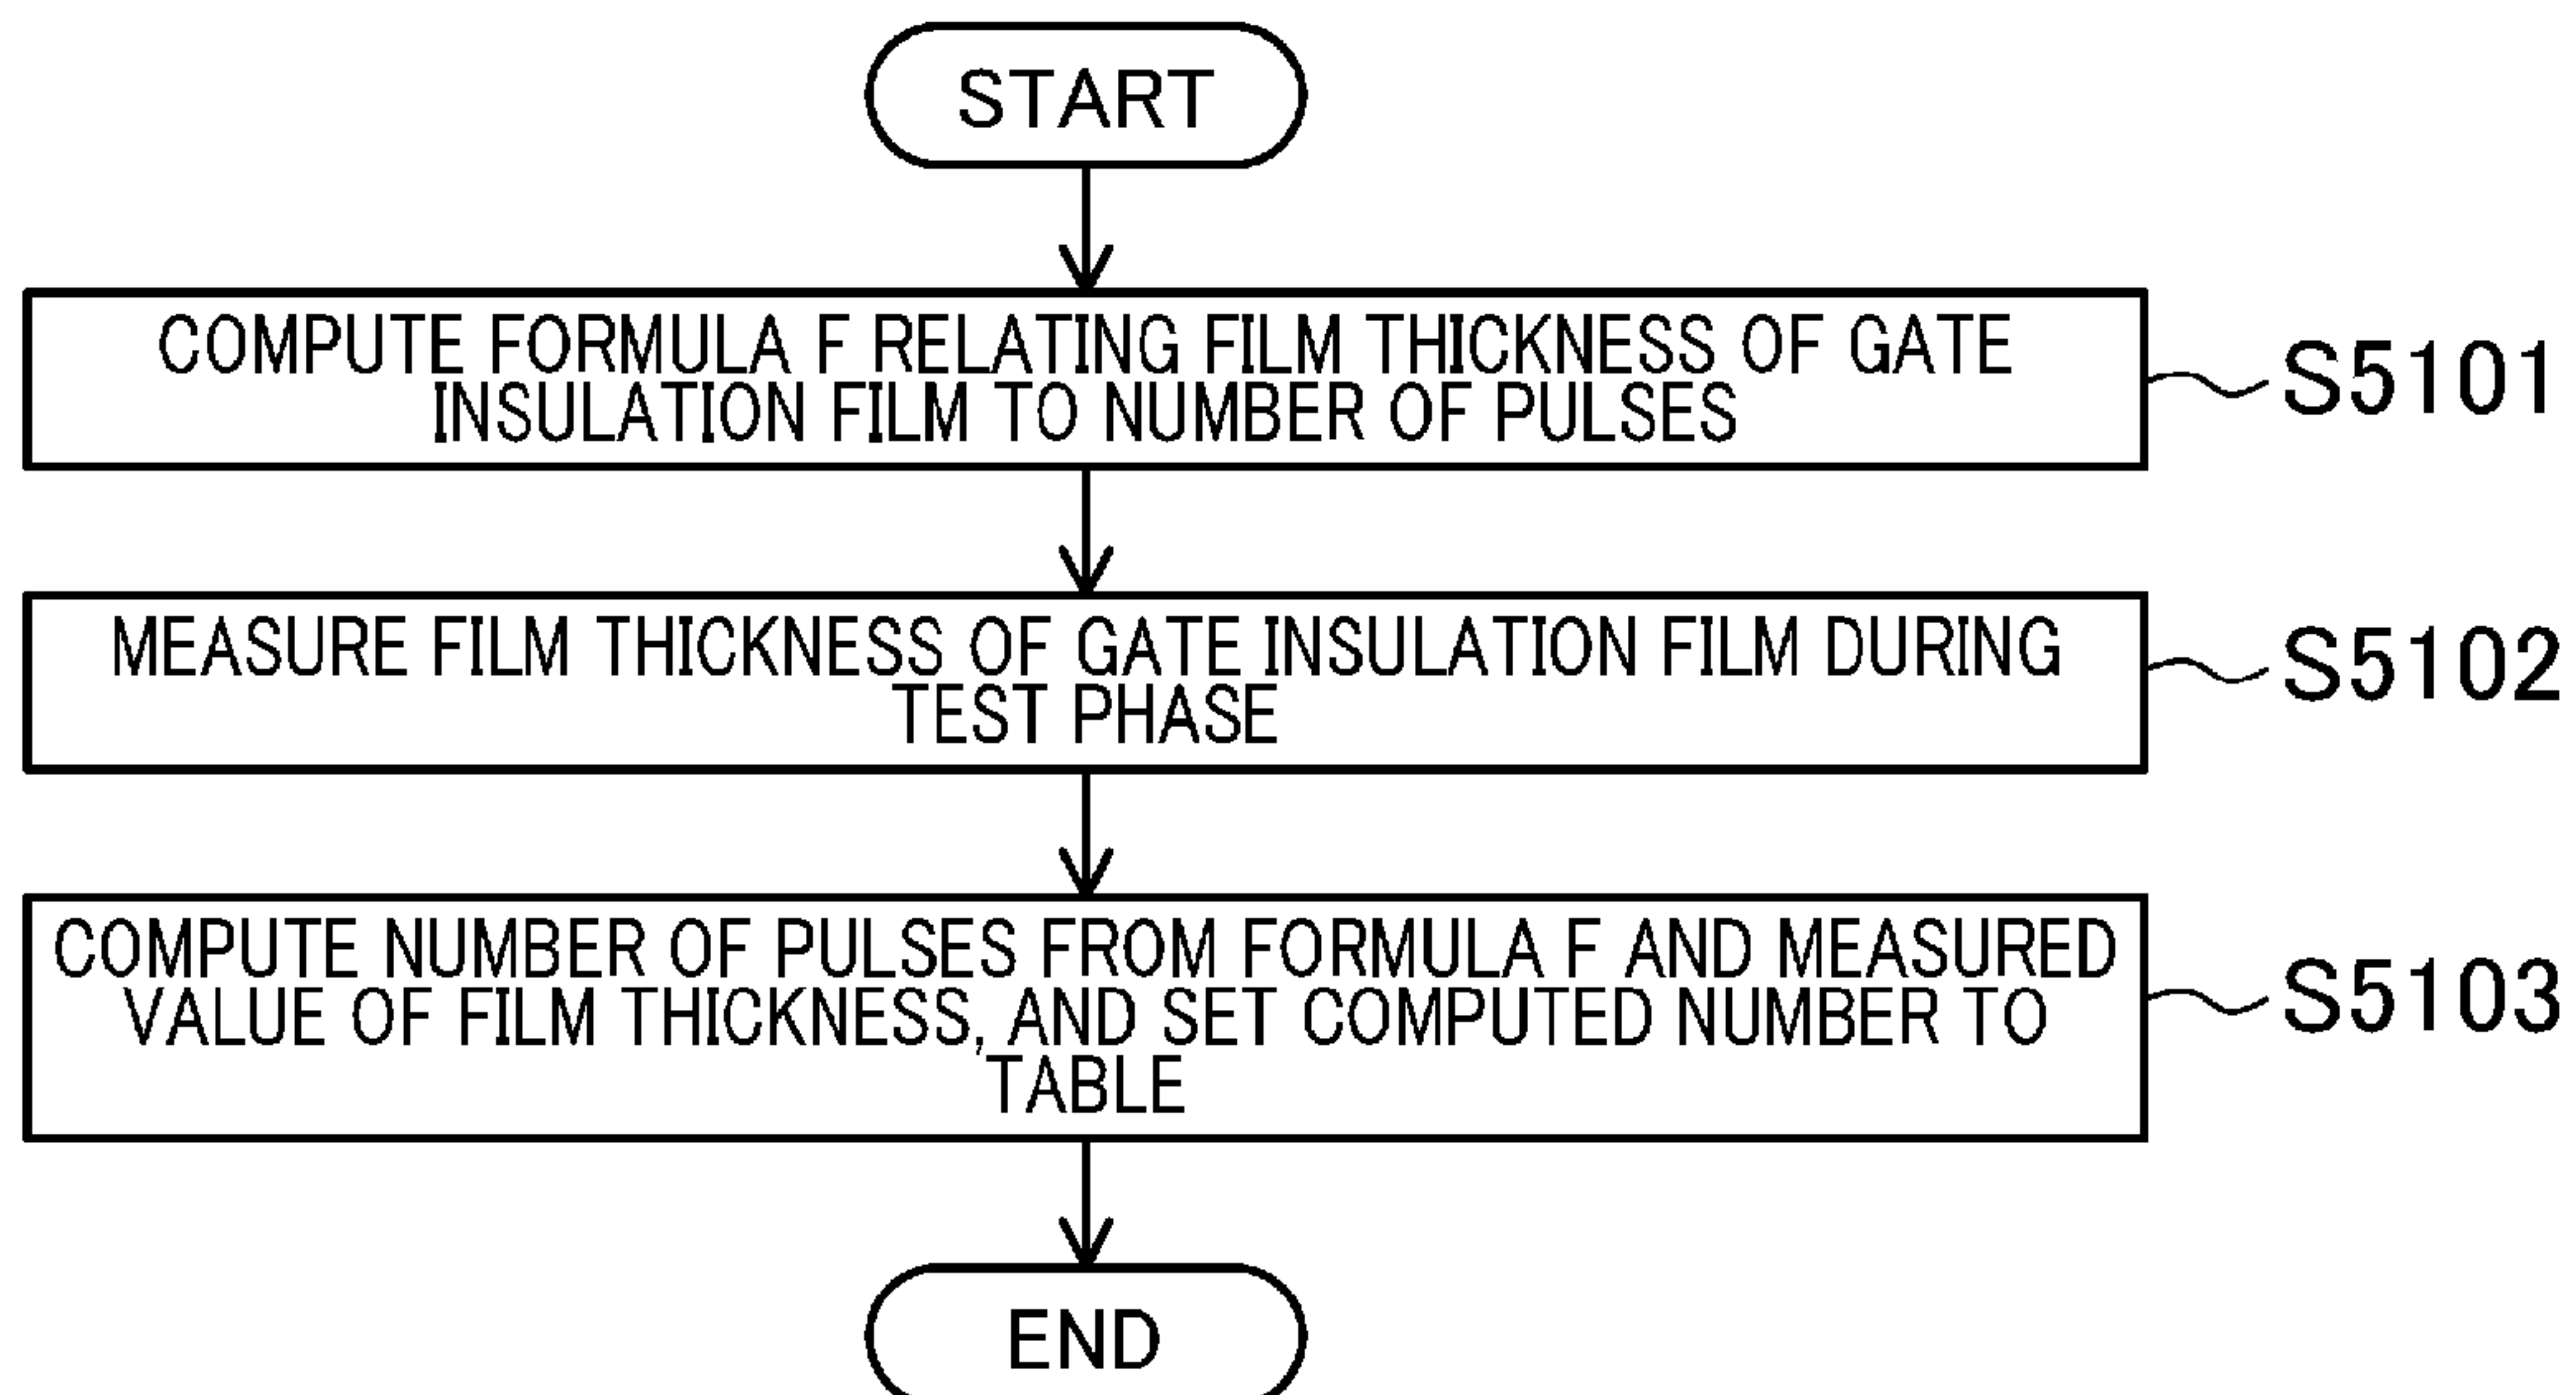 START
COMPUTE FORMULA F RELATING FILM THICKNESS OF GATE
INSULATION FILM TO NUMBER OF PULSES
S5101
MEASURE FILM THICKNESS OF GATE INSULATION FILM DURING
TEST PHASE
S5102
COMPUTE NUMBER OF PULSES FROM FORMULA F AND MEASURED
VALUE OF FILM THICKNESS, AND SET COMPUTED NUMBER TO
TABLE
S5103
END